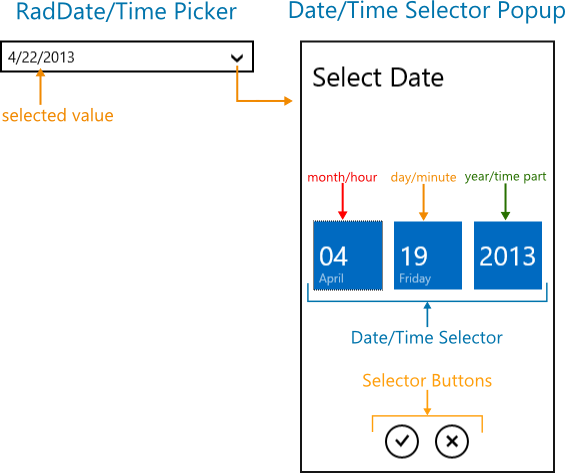 RadDate/Time Picker
Date/Time Selector Popup
4/22/2013
selected value
Select Date
month/hour
day/minute
year/time part
04
April
19
Friday
2013
Date/Time Selector
Selector Buttons